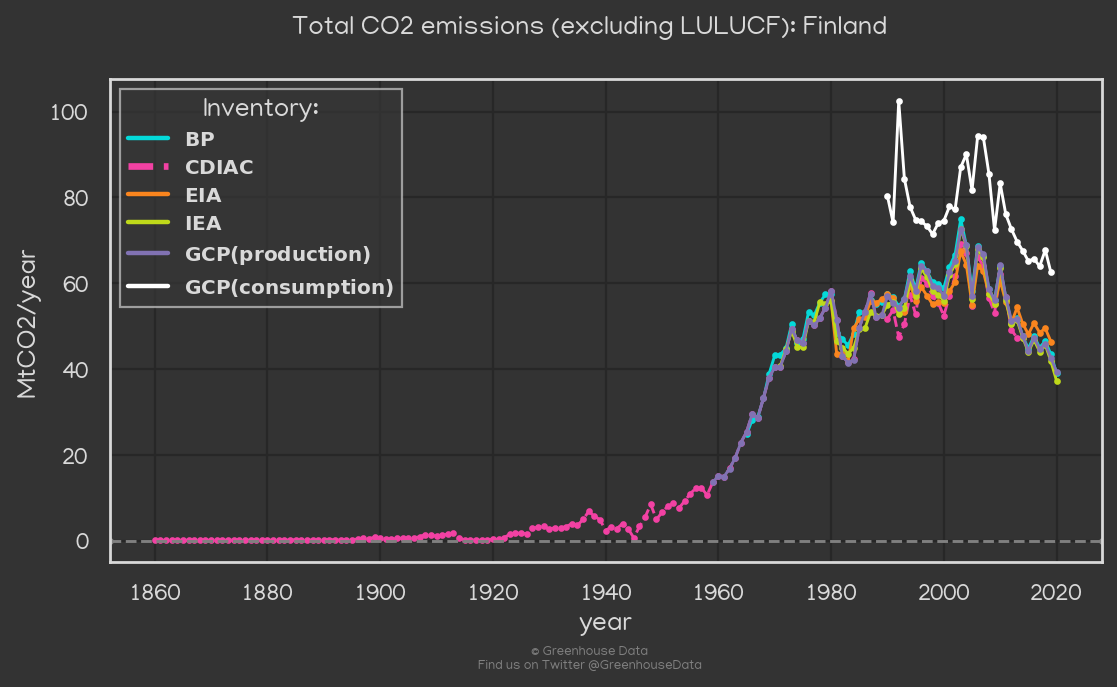 Total CO2 emissions (excluding LULUCF): Finland
Inventory:
BP
CDIAC
EIA
IEA
GCP(production)
GCP(consumption)
MtCO2/year
100
80
60
40
20
0
1860 1880 1900 1920 1940 1960 1980 2000 2020
year
© Greenhouse Data
Find us on Twitter @GreenhouseData